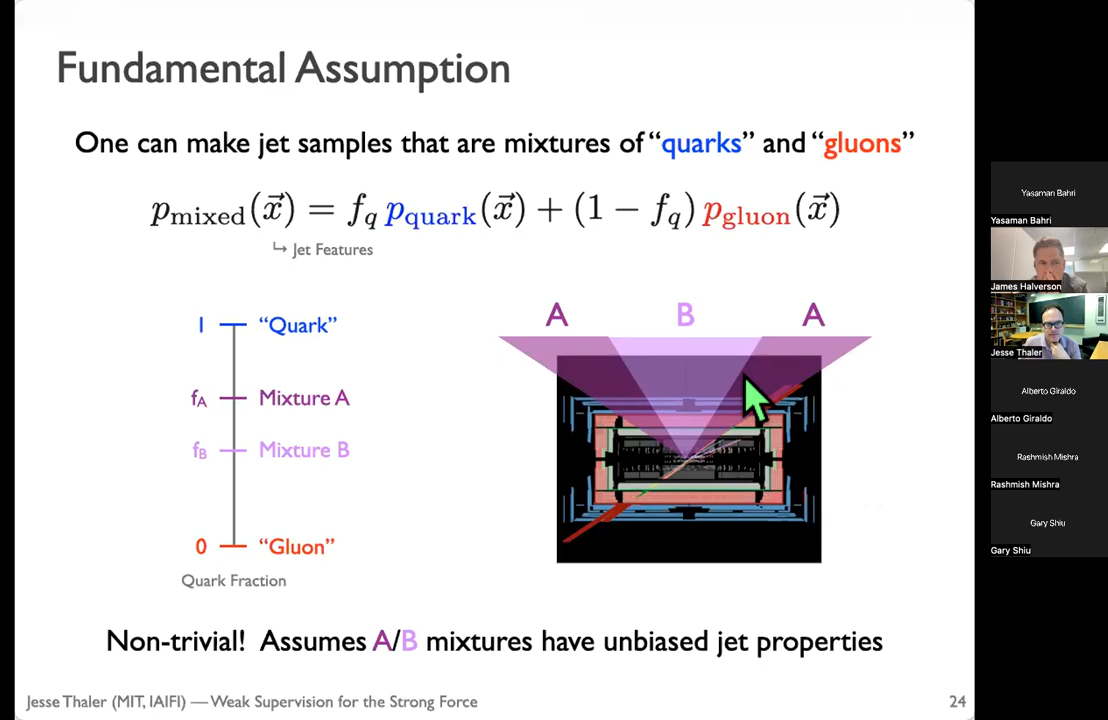 Fundamental Assumption
One can make jet samples that are mixtures of “quarks” and “gluons”
p_mixed(x⃗) = f_q p_quark(x⃗) + (1 − f_q) p_gluon(x⃗)
↳ Jet Features
A B A
1 “Quark”
f_A Mixture A
f_B Mixture B
0 “Gluon”
Quark Fraction
Non-trivial! Assumes A/B mixtures have unbiased jet properties
Jesse Thaler (MIT, IAIFI) — Weak Supervision for the Strong Force 24
Yasaman Bahri
Yasaman Bahri
James Halverson
Jesse Thaler
Alberto Giraldo
Alberto Giraldo
Rashmish Mishra
Rashmish Mishra
Gary Shiu
Gary Shiu